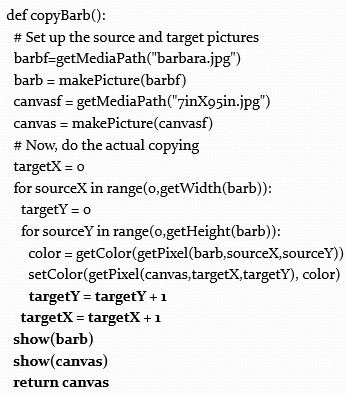 def copyBarb():
# Set up the source and target pictures
barbf=getMediaPath("barbara.jpg")
barb = makePicture(barbf)
canvasf = getMediaPath("7inX95in.jpg")
canvas = makePicture(canvasf)
# Now, do the actual copying
targetX = 0
for sourceX in range(0,getWidth(barb)):
targetY = 0
for sourceY in range(0,getHeight(barb)):
color = getColor(getPixel(barb,sourceX,sourceY))
setColor(getPixel(canvas,targetX,targetY), color)
targetY = targetY + 1
targetX = targetX + 1
show(barb)
show(canvas)
return canvas